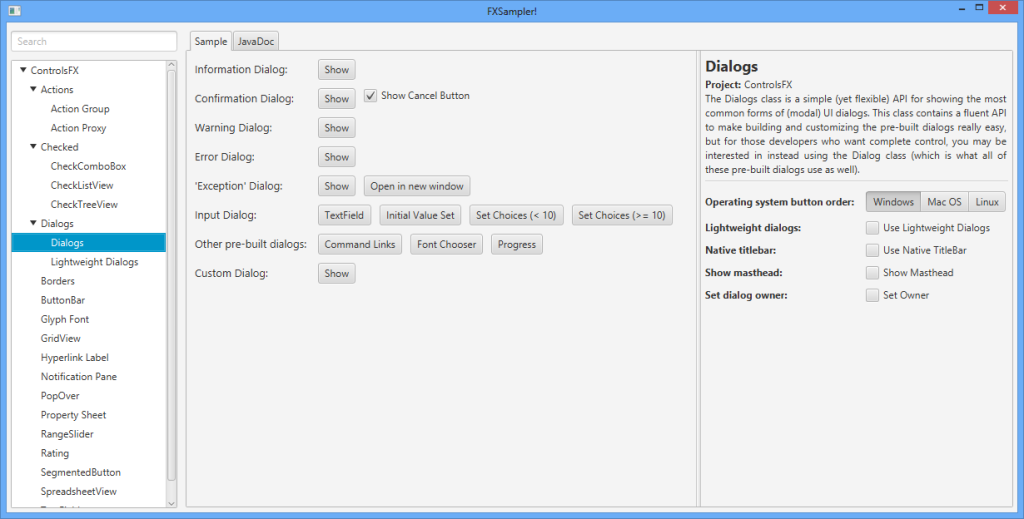 FXSampler!
Search
ControlsFX
Actions
Action Group
Action Proxy
Checked
CheckComboBox
CheckListView
CheckTreeView
Dialogs
Dialogs
Lightweight Dialogs
Borders
ButtonBar
Glyph Font
GridView
Hyperlink Label
Notification Pane
PopOver
Property Sheet
RangeSlider
Rating
SegmentedButton
SpreadsheetView
Sample JavaDoc
Information Dialog: Show
Confirmation Dialog: Show Show Cancel Button
Warning Dialog: Show
Error Dialog: Show
'Exception' Dialog: Show Open in new window
Input Dialog: TextField Initial Value Set Set Choices (< 10) Set Choices (>= 10)
Other pre-built dialogs: Command Links Font Chooser Progress
Custom Dialog: Show
Dialogs
Project: ControlsFX
The Dialogs class is a simple (yet flexible) API for showing the most
common forms of (modal) UI dialogs. This class contains a fluent API
to make building and customizing the pre-built dialogs really easy,
but for those developers who want complete control, you may be
interested in instead using the Dialog class (which is what all of
these pre-built dialogs use as well).
Operating system button order: Windows Mac OS Linux
Lightweight dialogs: Use Lightweight Dialogs
Native titlebar: Use Native TitleBar
Show masthead: Show Masthead
Set dialog owner: Set Owner